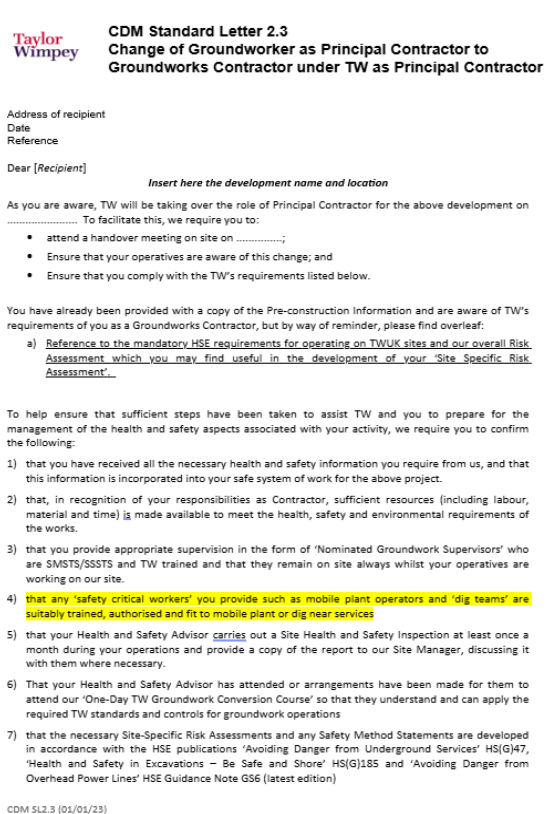 Taylor
Wimpey
CDM Standard Letter 2.3
Change of Groundworker as Principal Contractor to
Groundworks Contractor under TW as Principal Contractor
Address of recipient
Date
Reference
Dear [Recipient]
Insert here the development name and location
As you are aware, TW will be taking over the role of Principal Contractor for the above development on
........................ To facilitate this, we require you to:
• attend a handover meeting on site on ...............;
• Ensure that your operatives are aware of this change; and
• Ensure that you comply with the TW's requirements listed below.
You have already been provided with a copy of the Pre-construction Information and are aware of TW's
requirements of you as a Groundworks Contractor, but by way of reminder, please find overleaf:
a) Reference to the mandatory HSE requirements for operating on TWUK sites and our overall Risk
Assessment which you may find useful in the development of your 'Site Specific Risk
Assessment'.
To help ensure that sufficient steps have been taken to assist TW and you to prepare for the
management of the health and safety aspects associated with your activity, we require you to confirm
the following:
1) that you have received all the necessary health and safety information you require from us, and that
this information is incorporated into your safe system of work for the above project.
2) that, in recognition of your responsibilities as Contractor, sufficient resources (including labour,
material and time) is made available to meet the health, safety and environmental requirements of
the works.
3) that you provide appropriate supervision in the form of 'Nominated Groundwork Supervisors' who
are SMSTS/SSSTS and TW trained and that they remain on site always whilst your operatives are
working on our site.
4) that any 'safety critical workers' you provide such as mobile plant operators and 'dig teams' are
suitably trained, authorised and fit to mobile plant or dig near services
5) that your Health and Safety Advisor carries out a Site Health and Safety Inspection at least once a
month during your operations and provide a copy of the report to our Site Manager, discussing it
with them where necessary.
6) That your Health and Safety Advisor has attended or arrangements have been made for them to
attend our 'One-Day TW Groundwork Conversion Course' so that they understand and can apply the
required TW standards and controls for groundwork operations
7) that the necessary Site-Specific Risk Assessments and any Safety Method Statements are developed
in accordance with the HSE publications 'Avoiding Danger from Underground Services' HS(G)47,
'Health and Safety in Excavations – Be Safe and Shore' HS(G)185 and 'Avoiding Danger from
Overhead Power Lines' HSE Guidance Note GS6 (latest edition)
CDM SL2.3 (01/01/23)